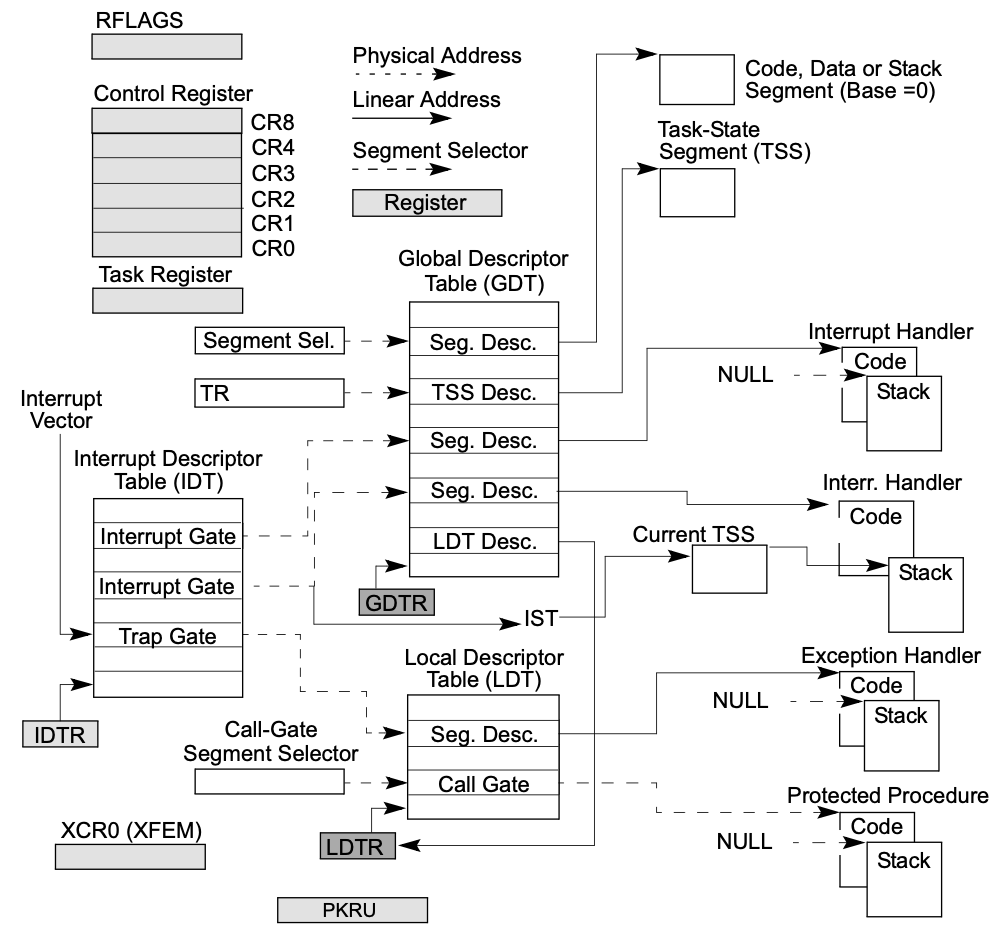 RFLAGS
Physical Address
Linear Address
Segment Selector
Register
Control Register
CR8
CR4
CR3
CR2
CR1
CR0
Task Register
Code, Data or Stack
Segment (Base =0)
Task-State
Segment (TSS)
Global Descriptor
Table (GDT)
Segment Sel.
Seg. Desc.
TR
TSS Desc.
Seg. Desc.
Seg. Desc.
LDT Desc.
GDTR
Interrupt Handler
Code
NULL
Stack
Interrupt
Vector
Interrupt Descriptor
Table (IDT)
Interrupt Gate
Interrupt Gate
Trap Gate
IDTR
Interr. Handler
Code
Current TSS
Stack
IST
Local Descriptor
Table (LDT)
Seg. Desc.
Call Gate
Call-Gate
Segment Selector
LDTR
Exception Handler
Code
NULL
Stack
Protected Procedure
Code
NULL
Stack
XCR0 (XFEM)
PKRU